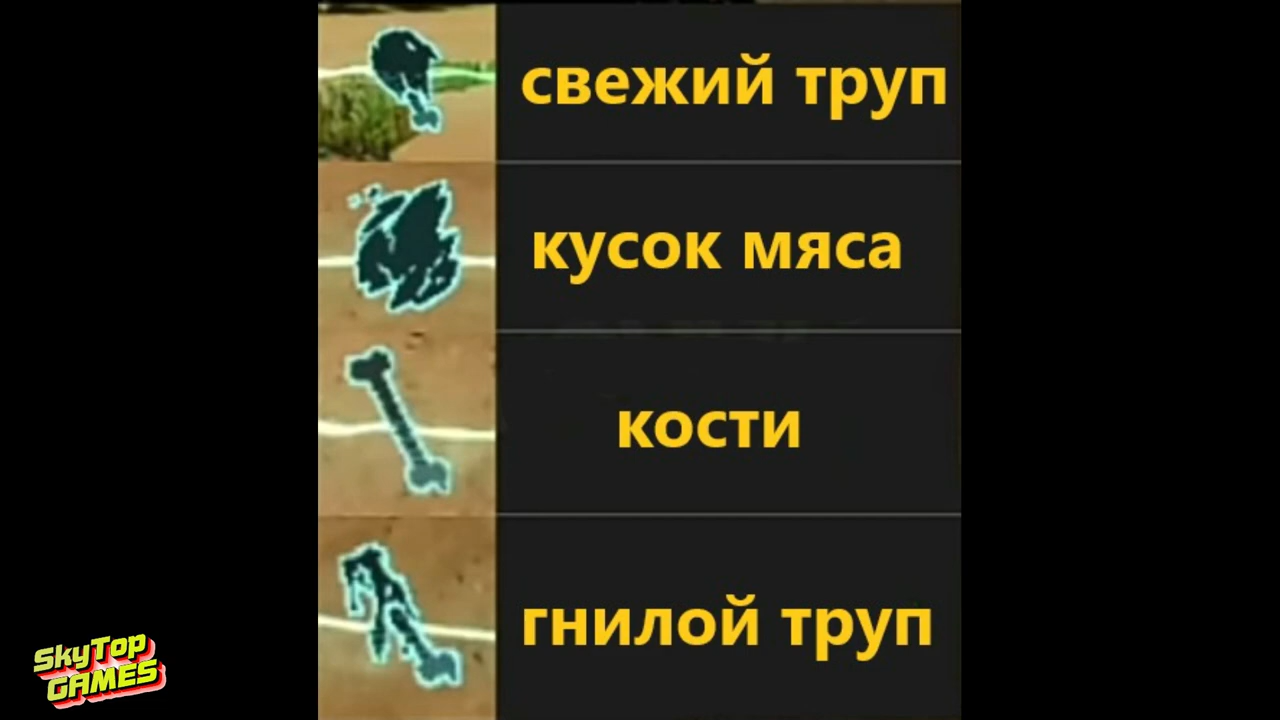 свежий труп
кусок мяса
кости
гнилой труп
SKYTOP
GAMES